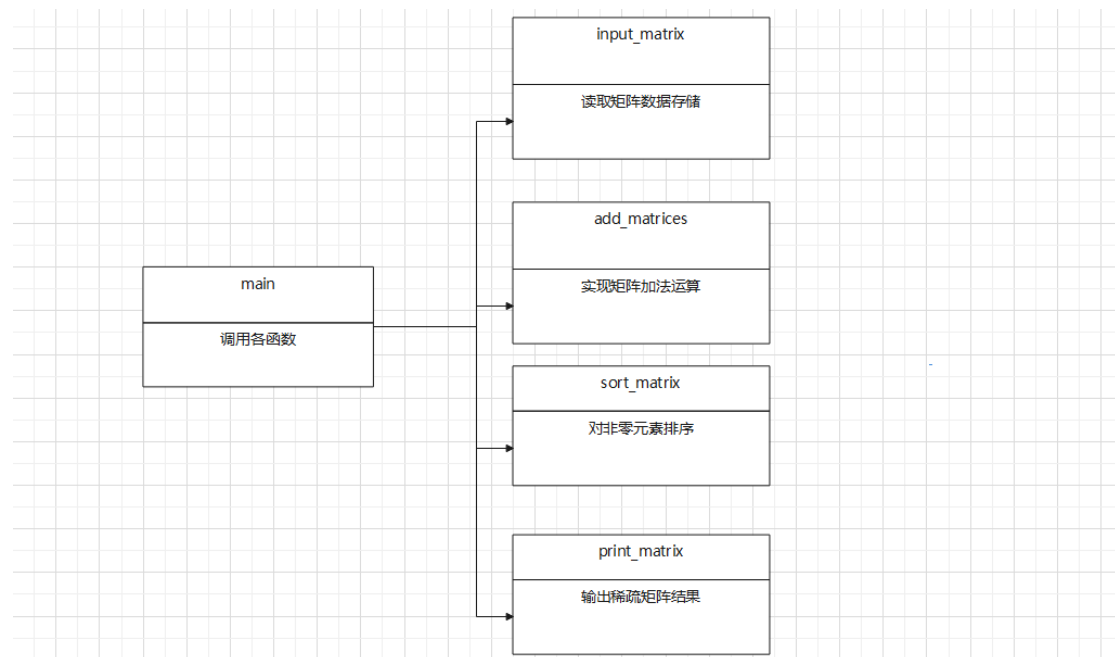 input_matrix
读取矩阵数据存储
add_matrices
实现矩阵加法运算
main
调用各函数
sort_matrix
对非零元素排序
print_matrix
输出稀疏矩阵结果